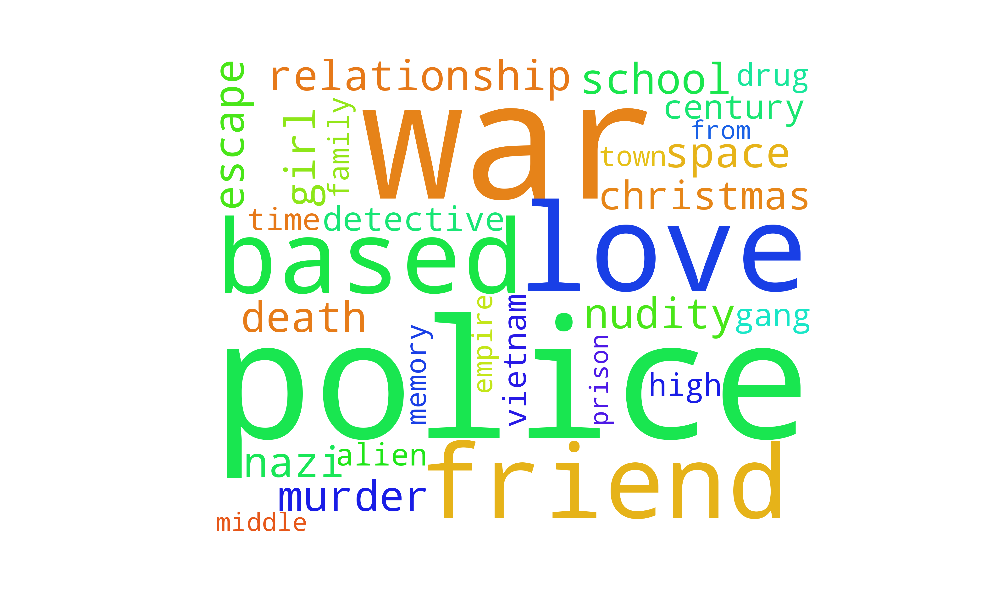 escape
relationship
school
drug
century
from
girl
family
war
town
space
christmas
time
detective
based
love
death
nudity
gang
memory
empire
vietnam
prison
high
police
nazi
alien
friend
murder
middle